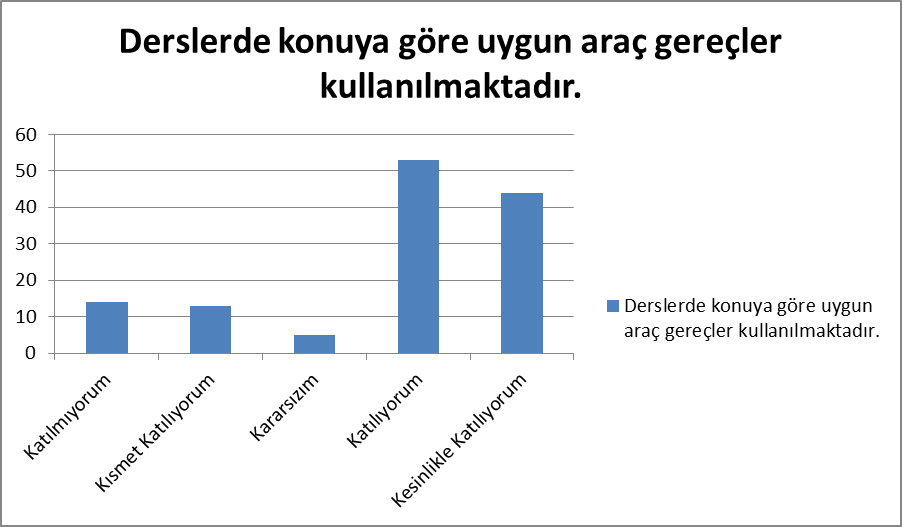 Derslerde konuya göre uygun araç gereçler
kullanılmaktadır.
60
50
40
30
20
10
0
Katılmıyorum
Kısmet Katılıyorum
Kararsızım
Katılıyorum
Kesinlikle Katılıyorum
Derslerde konuya göre uygun
araç gereçler kullanılmaktadır.